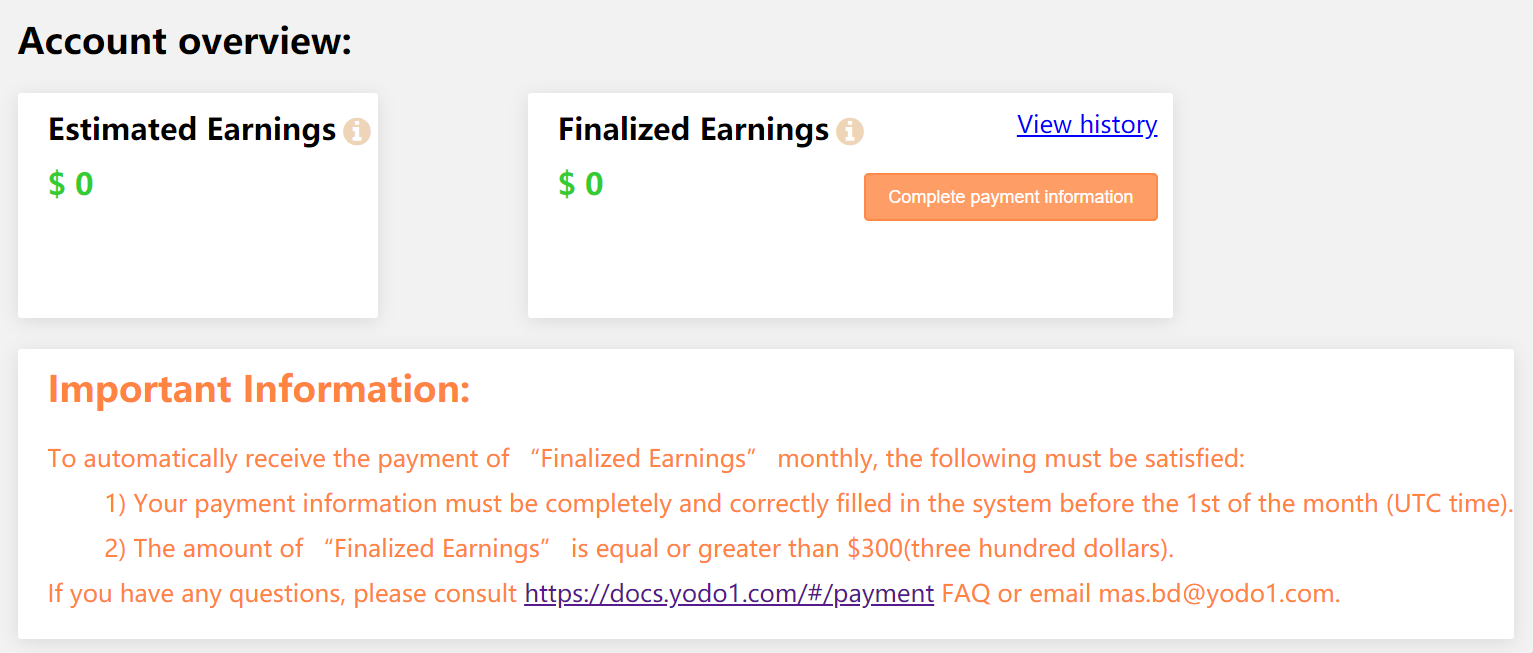 Account overview:
Estimated Earnings
$ 0
Finalized Earnings
View history
$ 0
Complete payment information
Important Information:
To automatically receive the payment of “Finalized Earnings” monthly, the following must be satisfied:
1) Your payment information must be completely and correctly filled in the system before the 1st of the month (UTC time).
2) The amount of “Finalized Earnings” is equal or greater than $300(three hundred dollars).
If you have any questions, please consult https://docs.yodo1.com/#/payment FAQ or email mas.bd@yodo1.com.